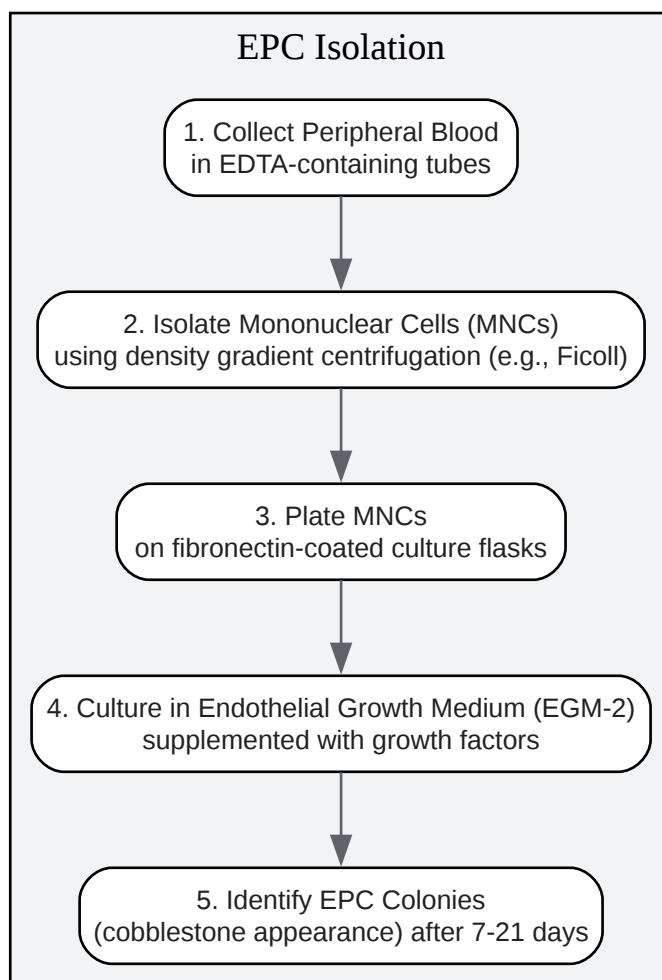 EPC Isolation
1. Collect Peripheral Blood
in EDTA-containing tubes
2. Isolate Mononuclear Cells (MNCs)
using density gradient centrifugation (e.g., Ficoll)
3. Plate MNCs
on fibronectin-coated culture flasks
4. Culture in Endothelial Growth Medium (EGM-2)
supplemented with growth factors
5. Identify EPC Colonies
(cobblestone appearance) after 7-21 days